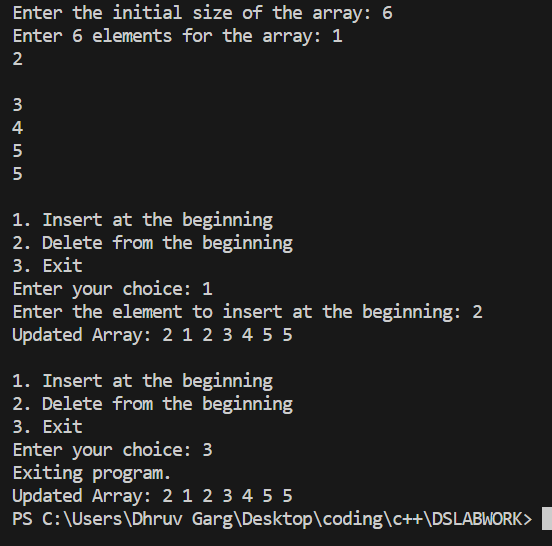 Enter the initial size of the array: 6
Enter 6 elements for the array: 1
2
3
4
5
5
1. Insert at the beginning
2. Delete from the beginning
3. Exit
Enter your choice: 1
Enter the element to insert at the beginning: 2
Updated Array: 2 1 2 3 4 5 5
1. Insert at the beginning
2. Delete from the beginning
3. Exit
Enter your choice: 3
Exiting program.
Updated Array: 2 1 2 3 4 5 5
PS C:\Users\Dhruv Garg\Desktop\coding\c++\DSLABWORK>